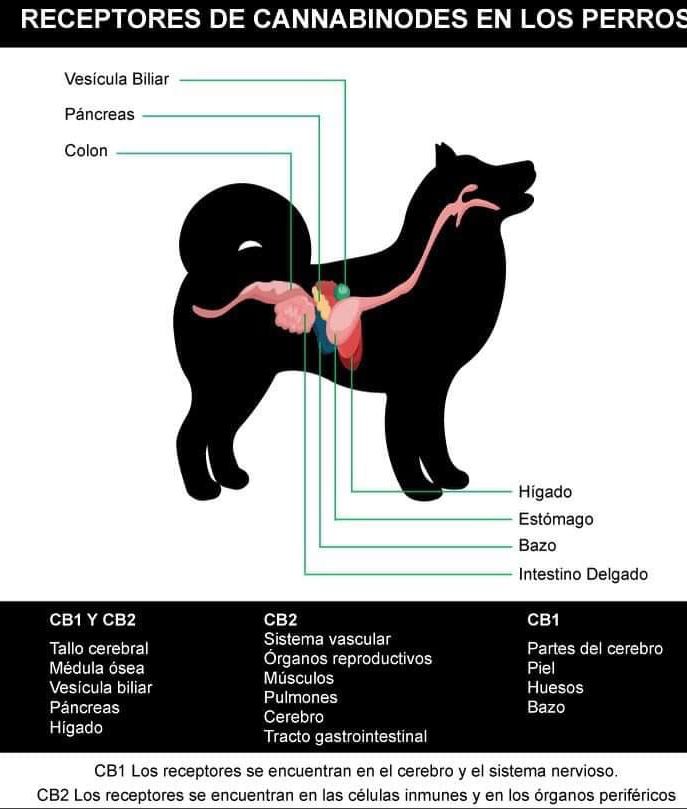 RECEPTORES DE CANNABINODES EN LOS PERROS
Vesícula Biliar
Páncreas
Colon
Hígado
Estómago
Bazo
Intestino Delgado
CB1 Y CB2
Tallo cerebral
Médula ósea
Vesícula biliar
Páncreas
Hígado
CB2
Sistema vascular
Órganos reproductivos
Músculos
Pulmones
Cerebro
Tracto gastrointestinal
CB1
Partes del cerebro
Piel
Huesos
Bazo
CB1 Los receptores se encuentran en el cerebro y el sistema nervioso.
CB2 Los receptores se encuentran en las células inmunes y en los órganos periféricos